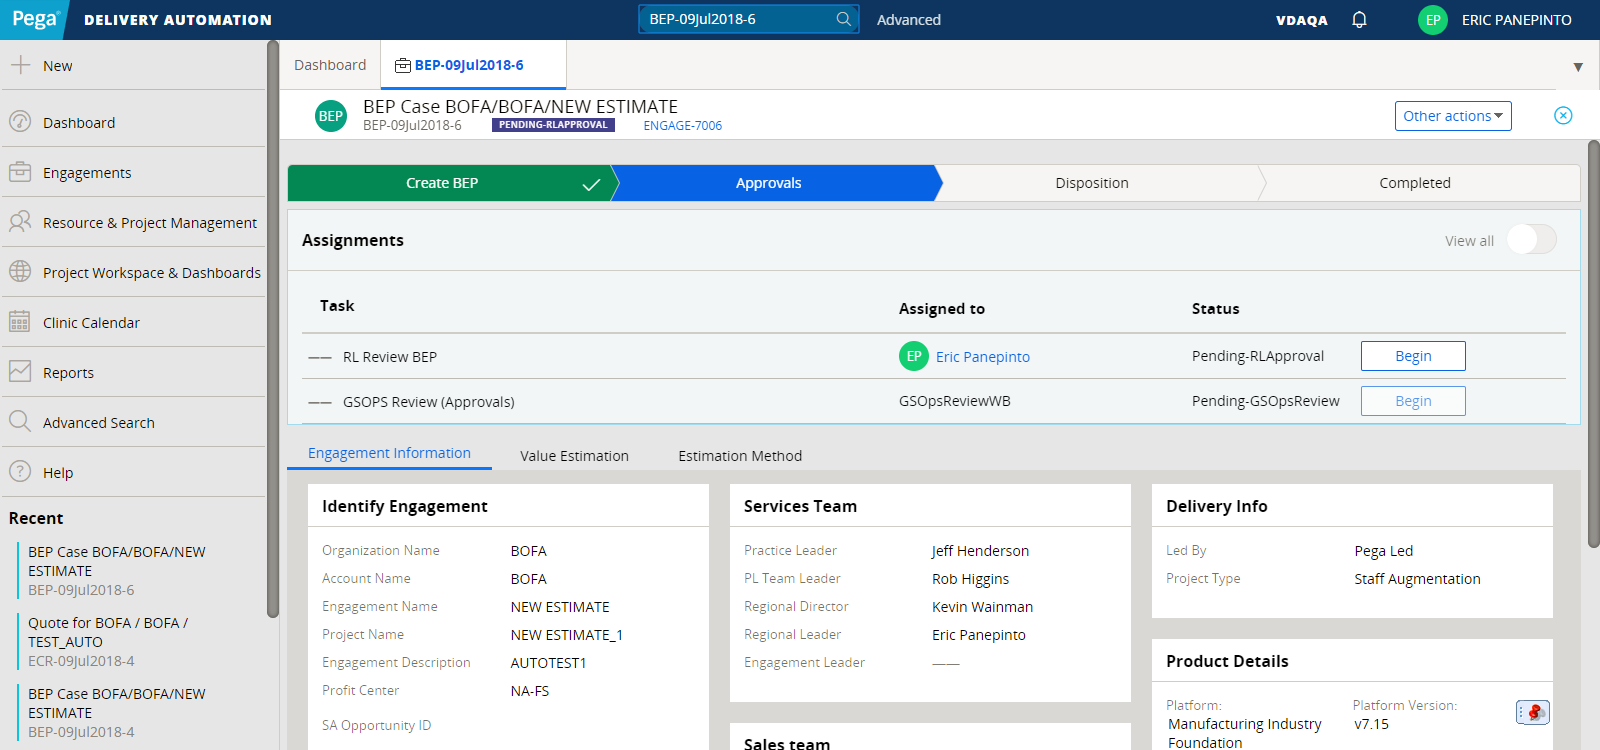 Pega DELIVERY AUTOMATION BEP-09Jul2018-6 Advanced VDAQA EP ERIC PANEPINTO
New
Dashboard
Engagements
Resource & Project Management
Project Workspace & Dashboards
Clinic Calendar
Reports
Advanced Search
Help
Recent
BEP Case BOFA/BOFA/NEW
ESTIMATE
BEP-09Jul2018-6
Quote for BOFA / BOFA /
TEST_AUTO
ECR-09Jul2018-4
BEP Case BOFA/BOFA/NEW
ESTIMATE
BEP-09Jul2018-4
Dashboard BEP-09Jul2018-6
BEP BEP Case BOFA/BOFA/NEW ESTIMATE
BEP-09Jul2018-6 PENDING-RLAPPROVAL ENGAGE-7006
Other actions
Create BEP Approvals Disposition Completed
Assignments View all
Task Assigned to Status
RL Review BEP EP Eric Panepinto Pending-RLApproval Begin
GSOPS Review (Approvals) GSOpsReviewWB Pending-GSOpsReview Begin
Engagement Information Value Estimation Estimation Method
Identify Engagement
Organization Name BOFA
Account Name BOFA
Engagement Name NEW ESTIMATE
Project Name NEW ESTIMATE_1
Engagement Description AUTOTEST1
Profit Center NA-FS
SA Opportunity ID
Services Team
Practice Leader Jeff Henderson
PL Team Leader Rob Higgins
Regional Director Kevin Wainman
Regional Leader Eric Panepinto
Engagement Leader ——
Sales team
Delivery Info
Led By Pega Led
Project Type Staff Augmentation
Product Details
Platform: Platform Version:
Manufacturing Industry v7.15
Foundation